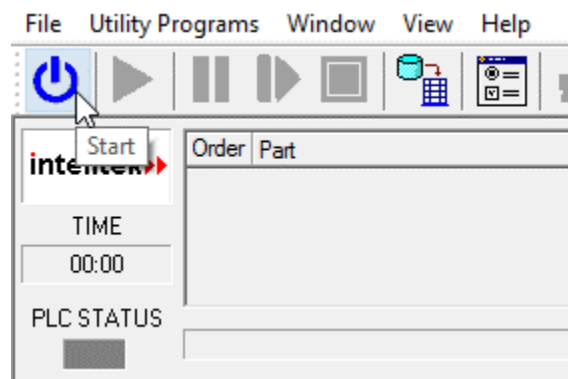 File Utility Programs Window View Help
Start
Order Part
TIME
00:00
PLC STATUS